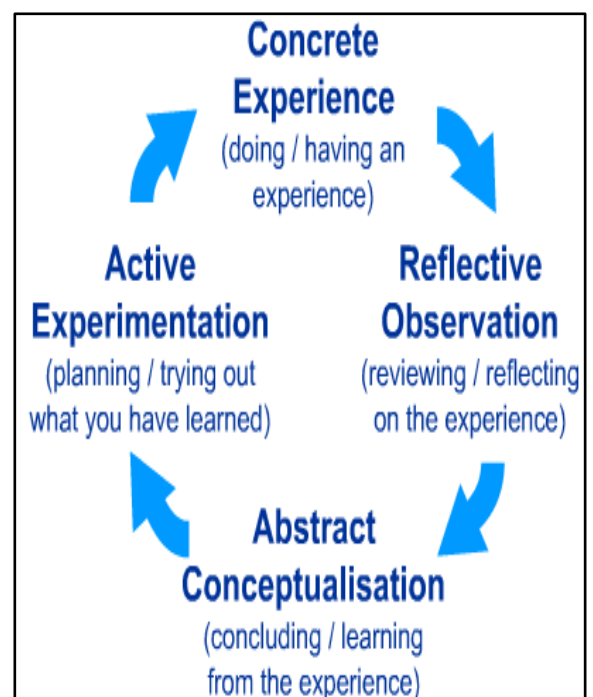 Concrete
Experience
(doing / having an
experience)
Reflective
Observation
(reviewing / reflecting
on the experience)
Abstract
Conceptualisation
(concluding / learning
from the experience)
Active
Experimentation
(planning / trying out
what you have learned)